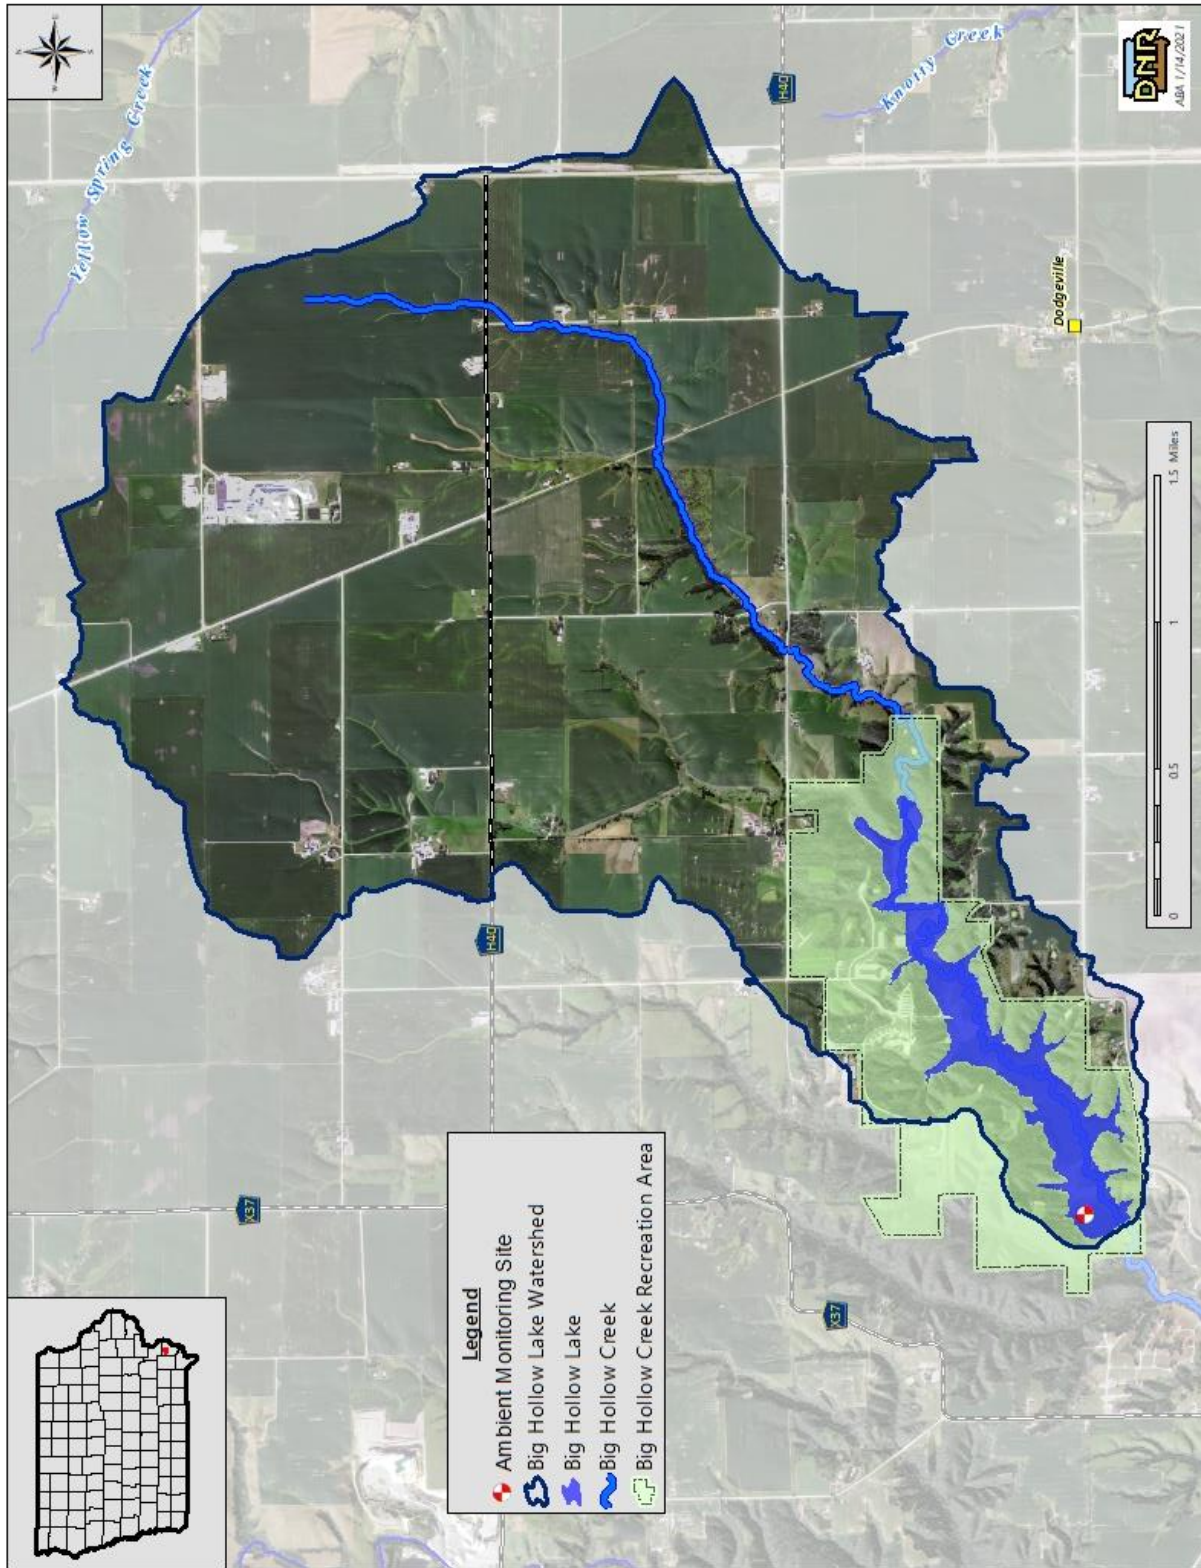 Yellow Spring Creek
Knotty Creek
H40
H40
X37
X37
Dodgeville
Legend
Ambient Monitoring Site
Big Hollow Lake Watershed
Big Hollow Lake
Big Hollow Creek
Big Hollow Creek Recreation Area
0 0.5 1 1.5 Miles
DNR
ABA 1/14/2021